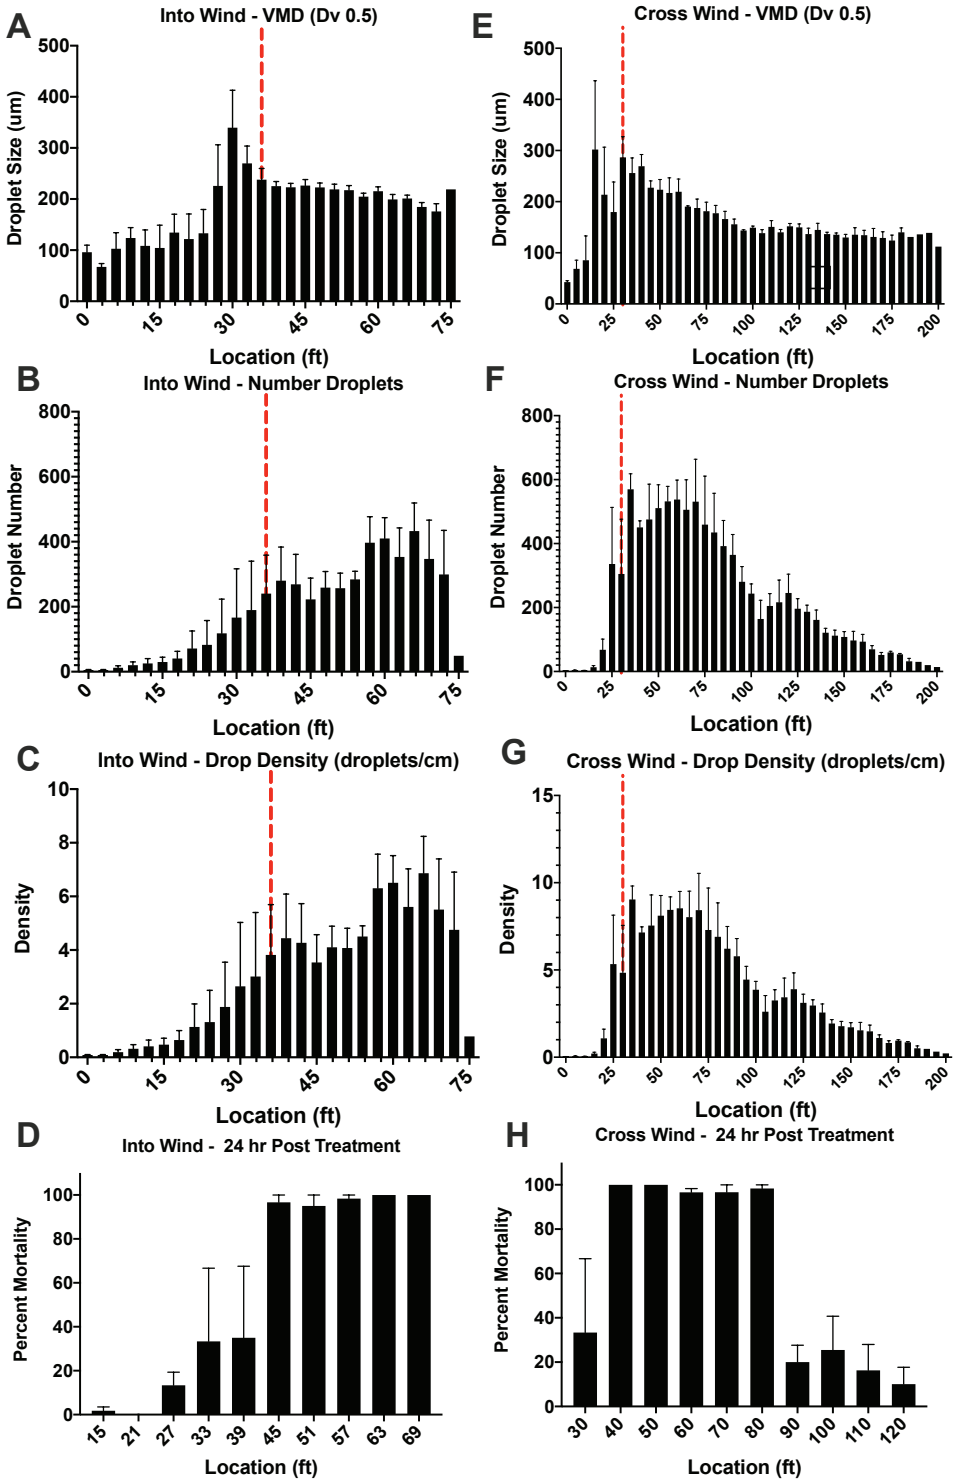 A
Into Wind - VMD (Dv 0.5)
Droplet Size (um)
500
400
300
200
100
0
0 15 30 45 60 75
Location (ft)
E
Cross Wind - VMD (Dv 0.5)
Droplet Size (um)
500
400
300
200
100
0
0 25 50 75 100 125 150 175 200
Location (ft)
B
Into Wind - Number Droplets
Droplet Number
800
600
400
200
0
0 15 30 45 60 75
Location (ft)
F
Cross Wind - Number Droplets
Droplet Number
800
600
400
200
0
0 25 50 75 100 125 150 175 200
Location (ft)
C
Into Wind - Drop Density (droplets/cm)
Density
10
8
6
4
2
0
0 15 30 45 60 75
Location (ft)
G
Cross Wind - Drop Density (droplets/cm)
Density
15
10
5
0
0 25 50 75 100 125 150 175 200
Location (ft)
D
Into Wind - 24 hr Post Treatment
Percent Mortality
100
80
60
40
20
0
15 21 27 33 39 45 51 57 63 69
Location (ft)
H
Cross Wind - 24 hr Post Treatment
Percent Mortality
100
80
60
40
20
0
30 40 50 60 70 80 90 100 110 120
Location (ft)